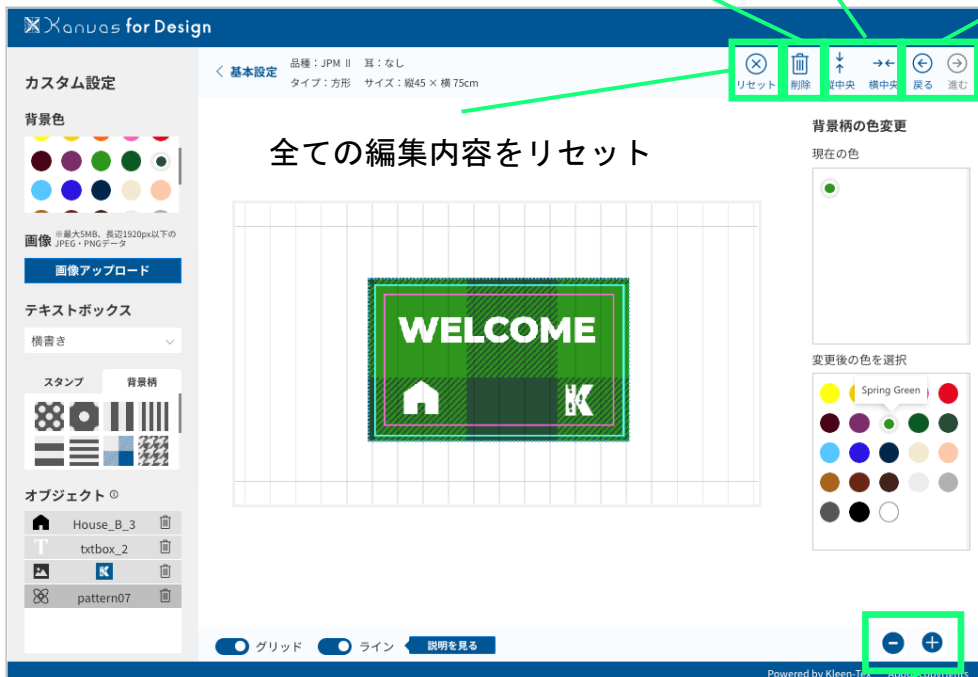 Kanvas for Design
カスタム設定
基本設定
品種：JPM II 耳：なし
タイプ：方形 サイズ：縦45 × 横 75cm
リセット 削除 縦中央 横中央 戻る 進む
背景色
全ての編集内容をリセット
画像 ※最大5MB、長辺1920px以下の
JPEG・PNGデータ
画像アップロード
テキストボックス
横書き
スタンプ 背景柄
オブジェクト
House_B_3
T txtbox_2
K
pattern07
WELCOME
K
背景柄の色変更
現在の色
変更後の色を選択
Spring Green
グリッド ライン 説明を見る
Powered by Kleen-Tex About copyrights